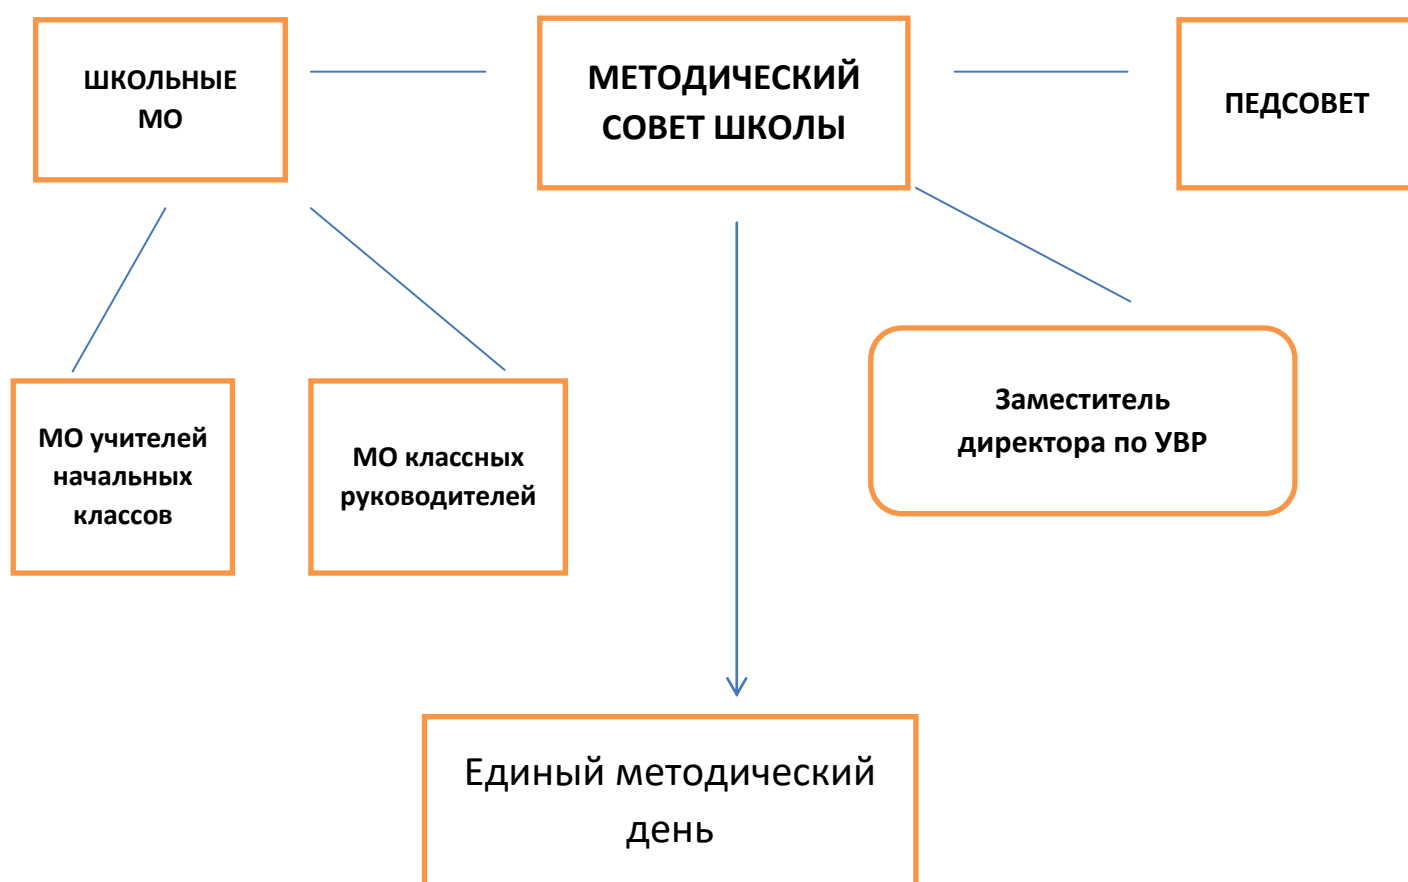 ШКОЛЬНЫЕ
МО
МЕТОДИЧЕСКИЙ
СОВЕТ ШКОЛЫ
ПЕДСОВЕТ
МО учителей
начальных
классов
МО классных
руководителей
Заместитель
директора по УВР
Единый методический
день